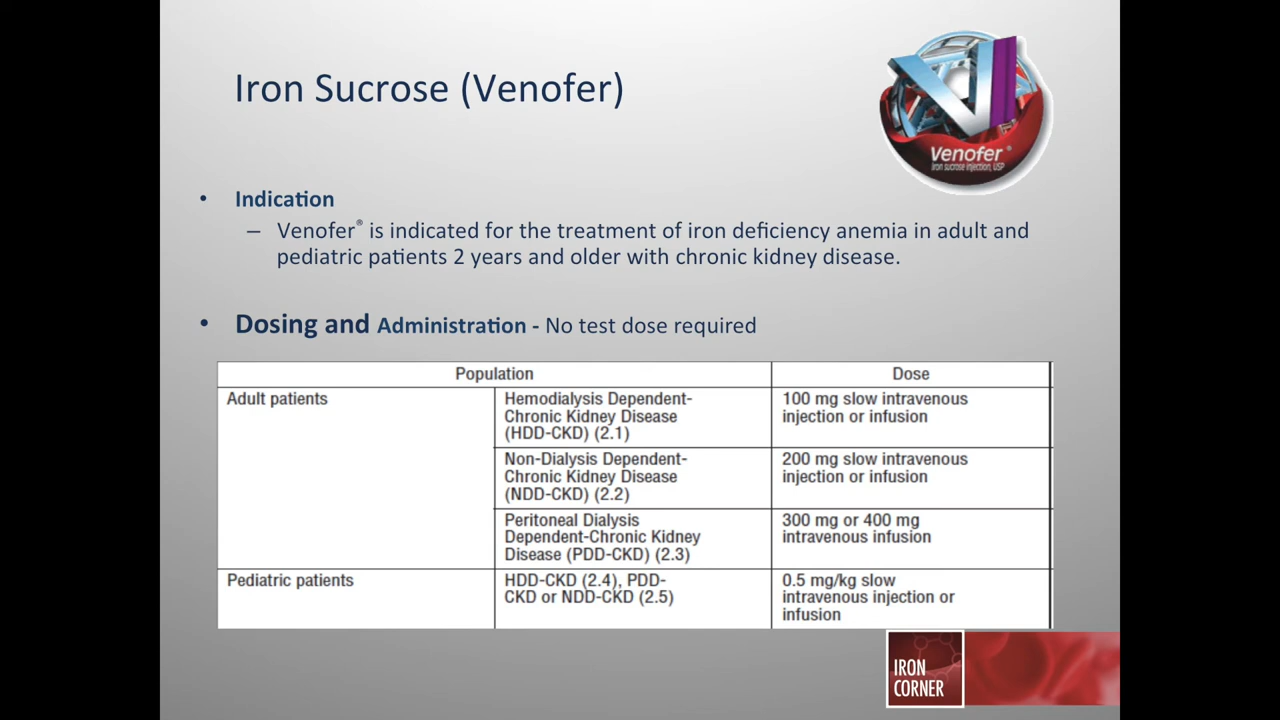 Iron Sucrose (Venofer)
Venofer®
iron sucrose injection, USP
• Indication
– Venofer® is indicated for the treatment of iron deficiency anemia in adult and
pediatric patients 2 years and older with chronic kidney disease.
• Dosing and Administration - No test dose required
Population Dose
Adult patients Hemodialysis Dependent- 100 mg slow intravenous
Chronic Kidney Disease injection or infusion
(HDD-CKD) (2.1)
Non-Dialysis Dependent- 200 mg slow intravenous
Chronic Kidney Disease injection or infusion
(NDD-CKD) (2.2)
Peritoneal Dialysis 300 mg or 400 mg
Dependent-Chronic Kidney intravenous infusion
Disease (PDD-CKD) (2.3)
Pediatric patients HDD-CKD (2.4), PDD- 0.5 mg/kg slow
CKD or NDD-CKD (2.5) intravenous injection or
infusion
IRON
CORNER